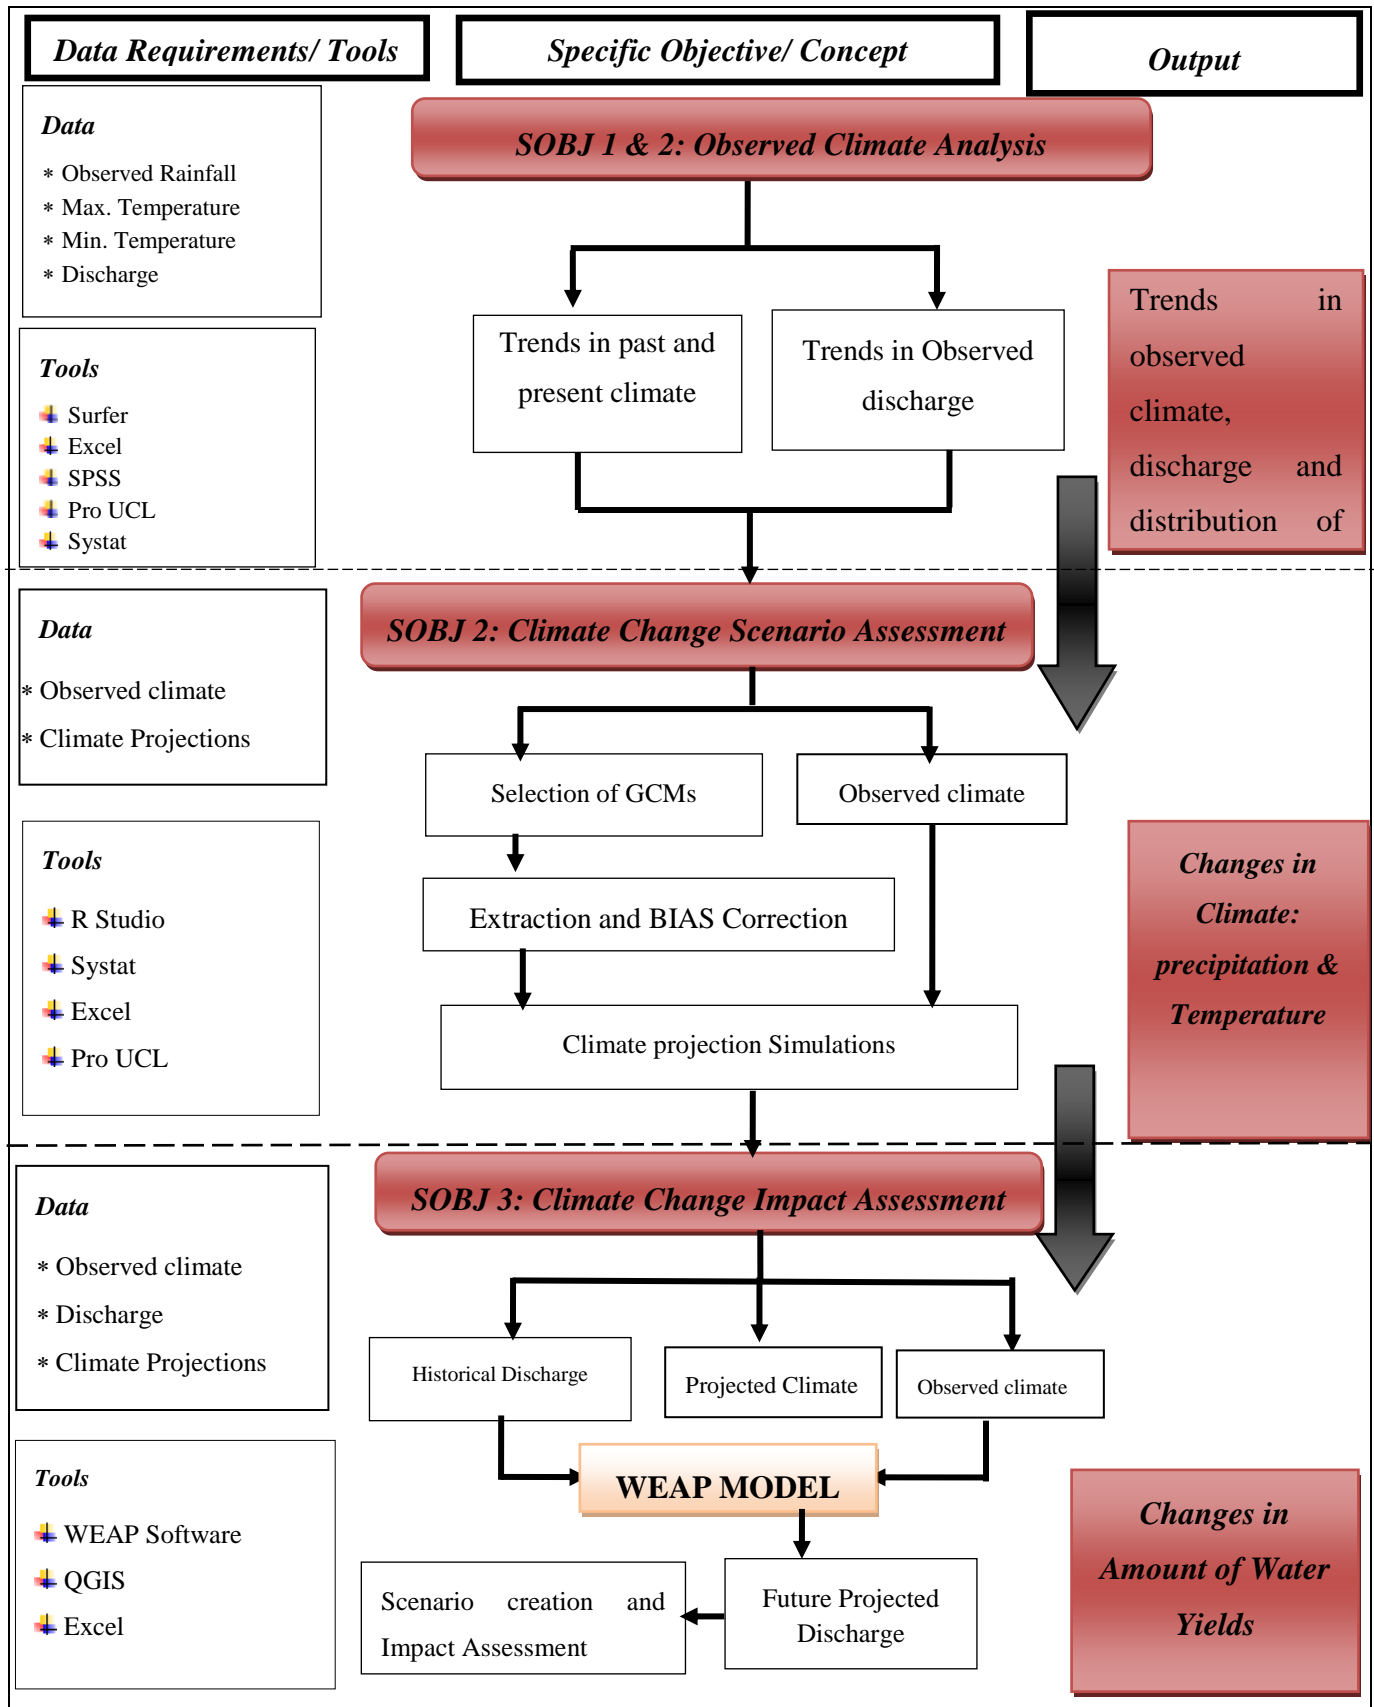 Data Requirements/ Tools
Specific Objective/ Concept
Output
Data
* Observed Rainfall
* Max. Temperature
* Min. Temperature
* Discharge
Tools
Surfer
Excel
SPSS
Pro UCL
Systat
SOBJ 1 & 2: Observed Climate Analysis
Trends in past and
present climate
Trends in Observed
discharge
Trends in
observed
climate,
discharge and
distribution of
Data
* Observed climate
* Climate Projections
Tools
R Studio
Systat
Excel
Pro UCL
SOBJ 2: Climate Change Scenario Assessment
Selection of GCMs
Observed climate
Extraction and BIAS Correction
Climate projection Simulations
Changes in
Climate:
precipitation &
Temperature
Data
* Observed climate
* Discharge
* Climate Projections
Tools
WEAP Software
QGIS
Excel
SOBJ 3: Climate Change Impact Assessment
Historical Discharge
Projected Climate
Observed climate
WEAP MODEL
Future Projected
Discharge
Scenario creation and
Impact Assessment
Changes in
Amount of Water
Yields